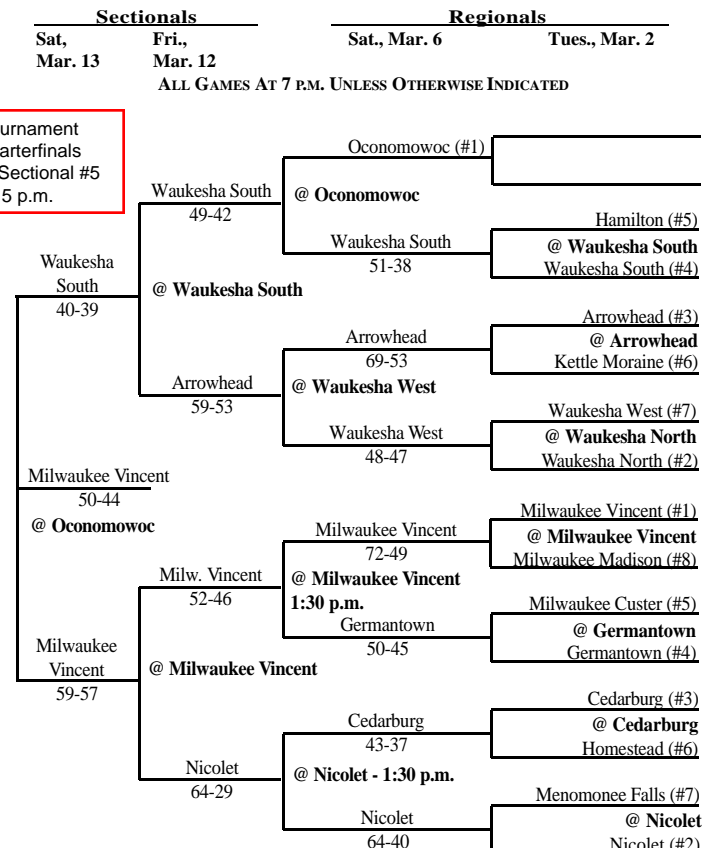 Sectionals Regionals
Sat, Fri., Sat., Mar. 6 Tues., Mar. 2
Mar. 13 Mar. 12
ALL GAMES AT 7 P.M. UNLESS OTHERWISE INDICATED
urnament
arterfinals
Sectional #5
5 p.m.
Oconomowoc (#1)
Waukesha South
49-42
@ Oconomowoc
Hamilton (#5)
@ Waukesha South
Waukesha South (#4)
Waukesha South
51-38
Waukesha
South
40-39
@ Waukesha South
Arrowhead (#3)
@ Arrowhead
Kettle Moraine (#6)
Arrowhead
69-53
Arrowhead
59-53
@ Waukesha West
Waukesha West (#7)
@ Waukesha North
Waukesha North (#2)
Waukesha West
48-47
Milwaukee Vincent
50-44
@ Oconomowoc
Milwaukee Vincent (#1)
@ Milwaukee Vincent
Milwaukee Madison (#8)
Milwaukee Vincent
72-49
Milw. Vincent
52-46
@ Milwaukee Vincent
1:30 p.m.
Milwaukee Custer (#5)
@ Germantown
Germantown (#4)
Germantown
50-45
Milwaukee
Vincent
59-57
@ Milwaukee Vincent
Cedarburg (#3)
@ Cedarburg
Homestead (#6)
Cedarburg
43-37
Nicolet
64-29
@ Nicolet - 1:30 p.m.
Menomonee Falls (#7)
@ Nicolet
Nicolet (#2)
Nicolet
64-40